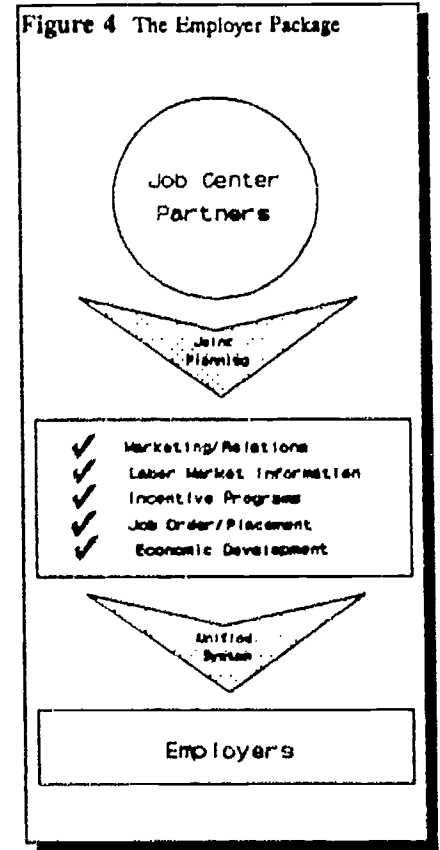 Figure 4 The Employer Package
Job Center
Partners
Joint
Planning
Marketing/Relations
Labor Market Information
Incentive Programs
Job Order/Placement
Economic Development
Unified
System
Employers